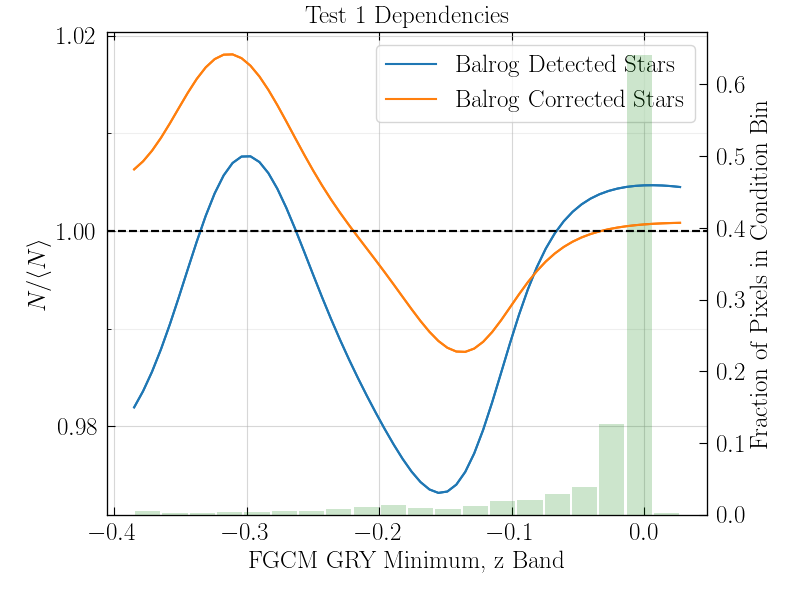 Test 1 Dependencies
Balrog Detected Stars
Balrog Corrected Stars
1.02
1.00
0.98
N/⟨N⟩
0.6
0.5
0.4
0.3
0.2
0.1
0.0
Fraction of Pixels in Condition Bin
−0.4
−0.3
−0.2
−0.1
0.0
FGCM GRY Minimum, z Band